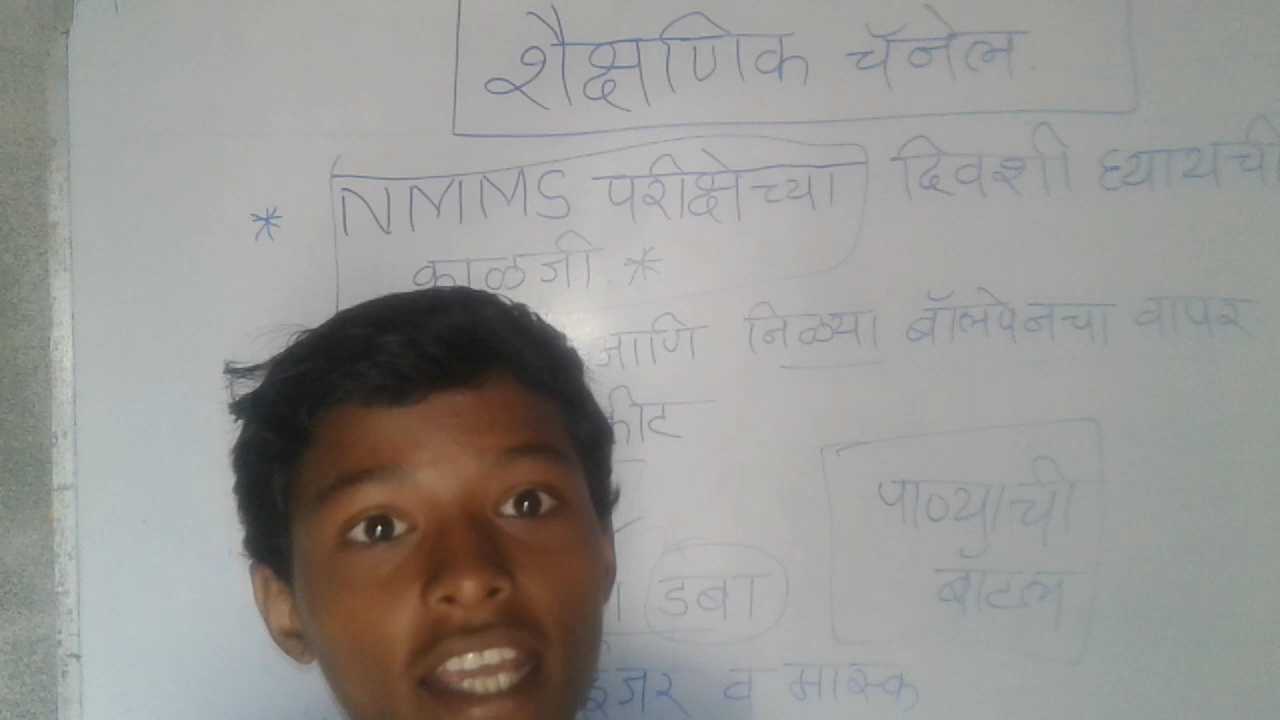 शैक्षणिक चॅनेल.
* NMMS परीक्षेच्या दिवशी घ्यायची
काळजी. *
आणि निळ्या बॉलपेनचा वापर
पाण्याची
बॉटल
डबा
व मास्क